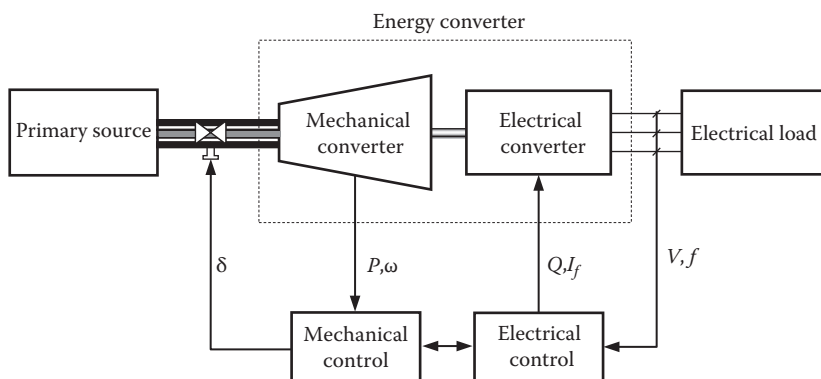 Energy converter
Primary source
Mechanical
converter
Electrical
converter
Electrical load
δ
P,ω
Q,I_f
V, f
Mechanical
control
Electrical
control